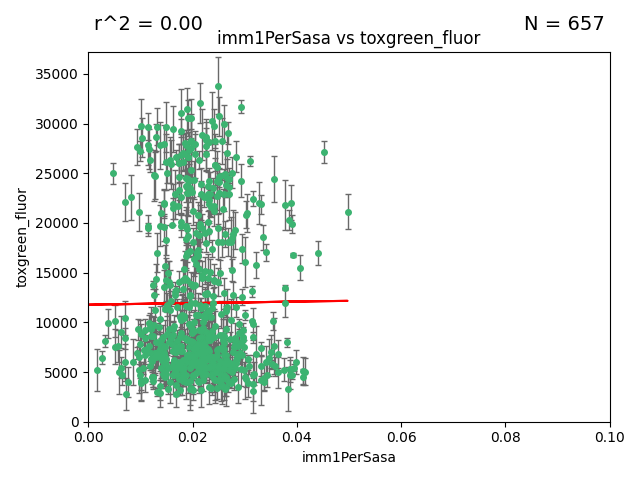 r^2 = 0.00
N = 657
imm1PerSasa vs toxgreen_fluor
toxgreen_fluor
35000
30000
25000
20000
15000
10000
5000
0
0.00
0.02
0.04
0.06
0.08
0.10
imm1PerSasa